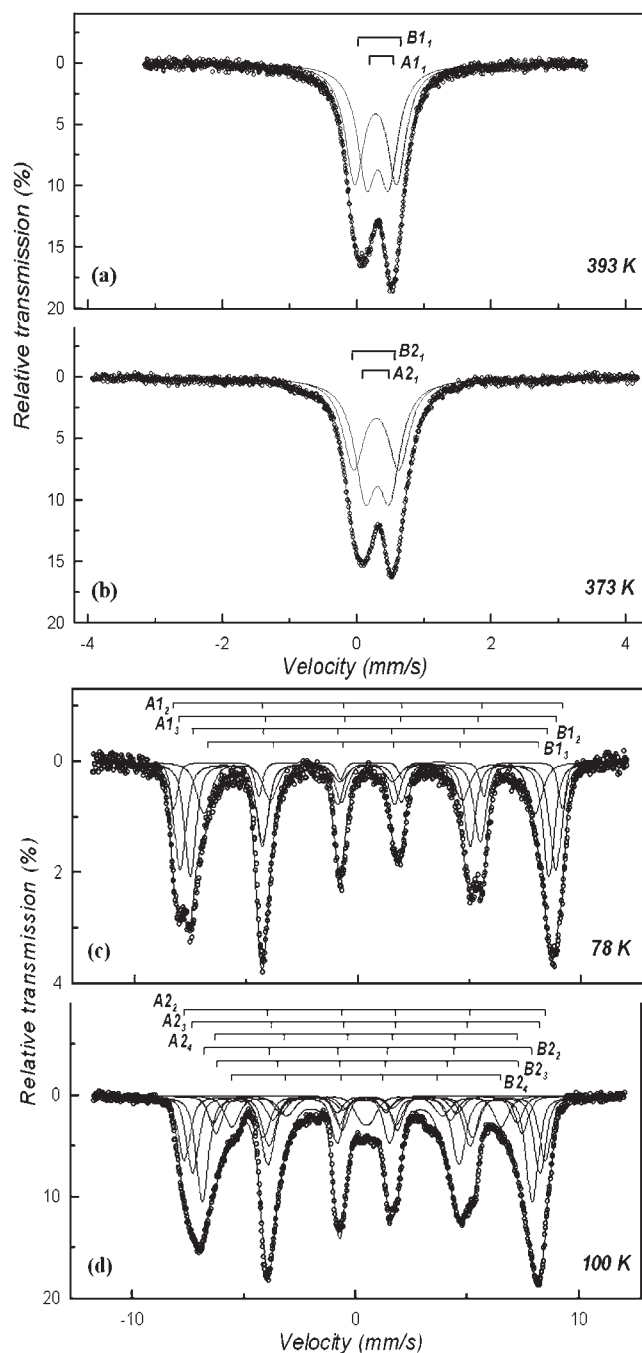 B1₁
A1₁
0
5
10
15
20
(a)
393 K
B2₁
A2₁
0
5
10
15
20
(b)
373 K
Relative transmission (%)
-4 -2 0 2 4
Velocity (mm/s)
A1₂
A1₃
B1₂
B1₃
0
2
4
(c)
78 K
A2₂
A2₃
A2₄
B2₂
B2₃
B2₄
0
10
20
(d)
100 K
Relative transmission (%)
-10 0 10
Velocity (mm/s)